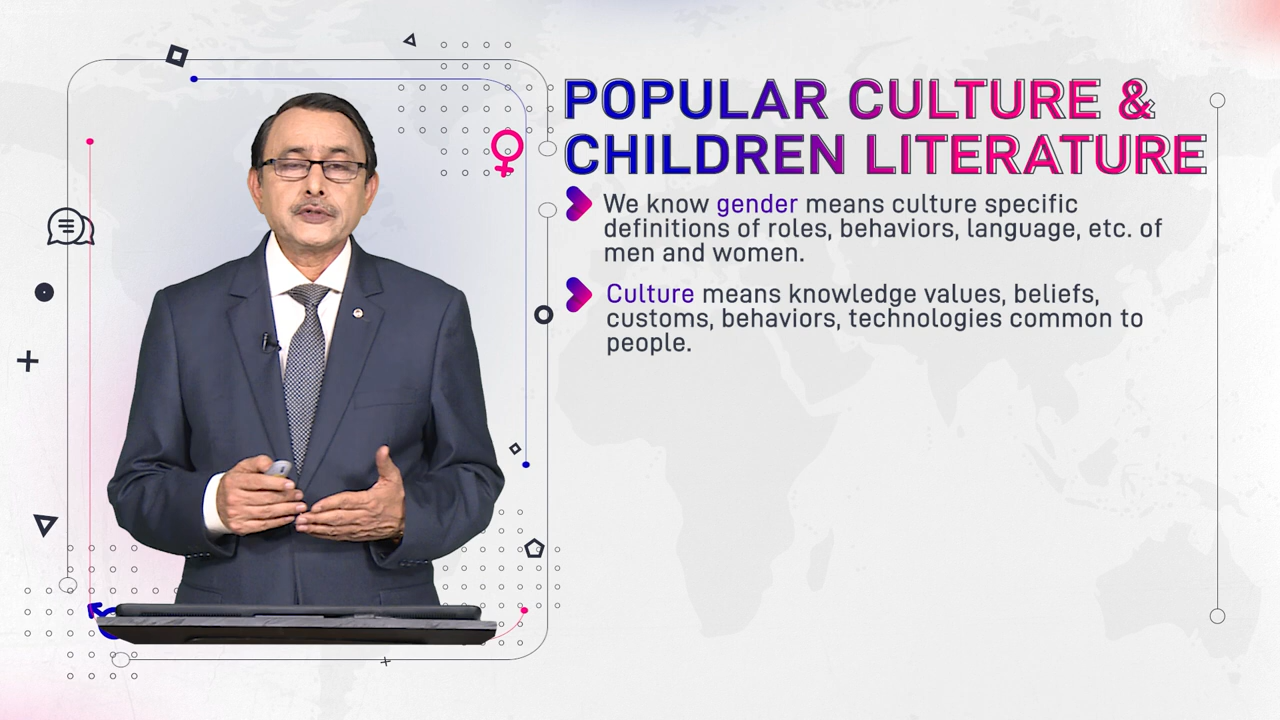 POPULAR CULTURE &
CHILDREN LITERATURE
We know gender means culture specific
definitions of roles, behaviors, language, etc. of
men and women.
Culture means knowledge values, beliefs,
customs, behaviors, technologies common to
people.